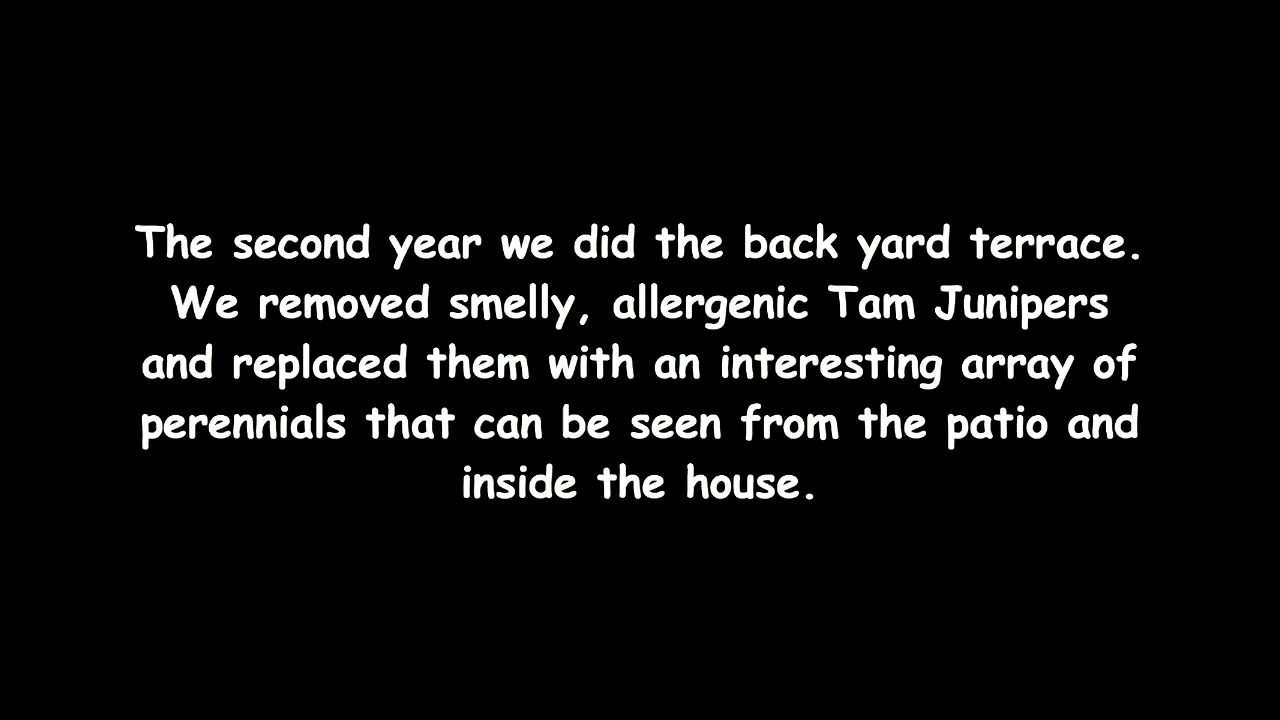 The second year we did the back yard terrace.
We removed smelly, allergenic Tam Junipers
and replaced them with an interesting array of
perennials that can be seen from the patio and
inside the house.